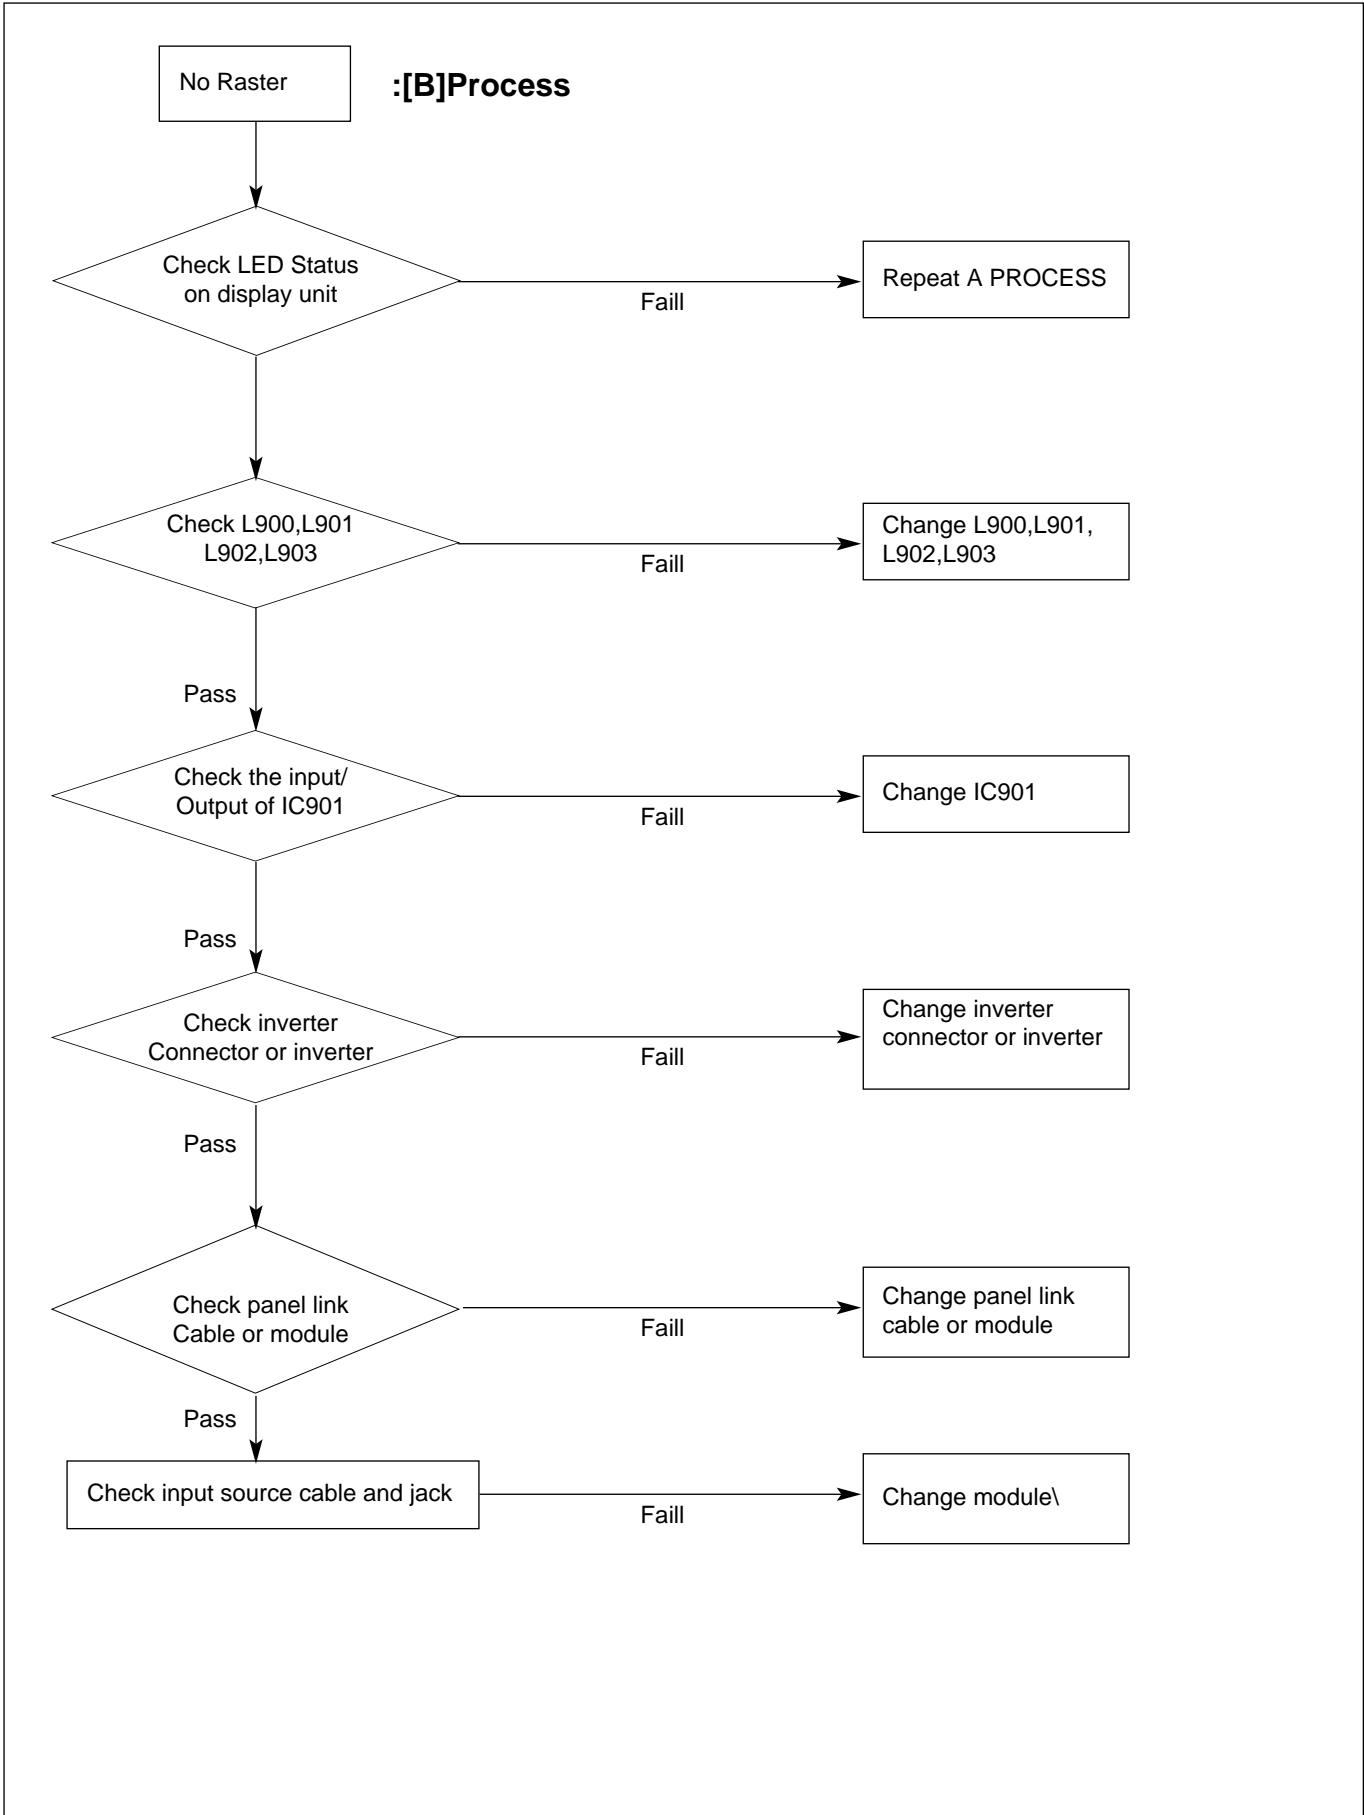 No Raster
:[B]Process
Check LED Status
on display unit
Faill
Repeat A PROCESS
Check L900,L901
L902,L903
Faill
Change L900,L901,
L902,L903
Pass
Check the input/
Output of IC901
Faill
Change IC901
Pass
Check inverter
Connector or inverter
Faill
Change inverter
connector or inverter
Pass
Check panel link
Cable or module
Faill
Change panel link
cable or module
Pass
Check input source cable and jack
Faill
Change module\